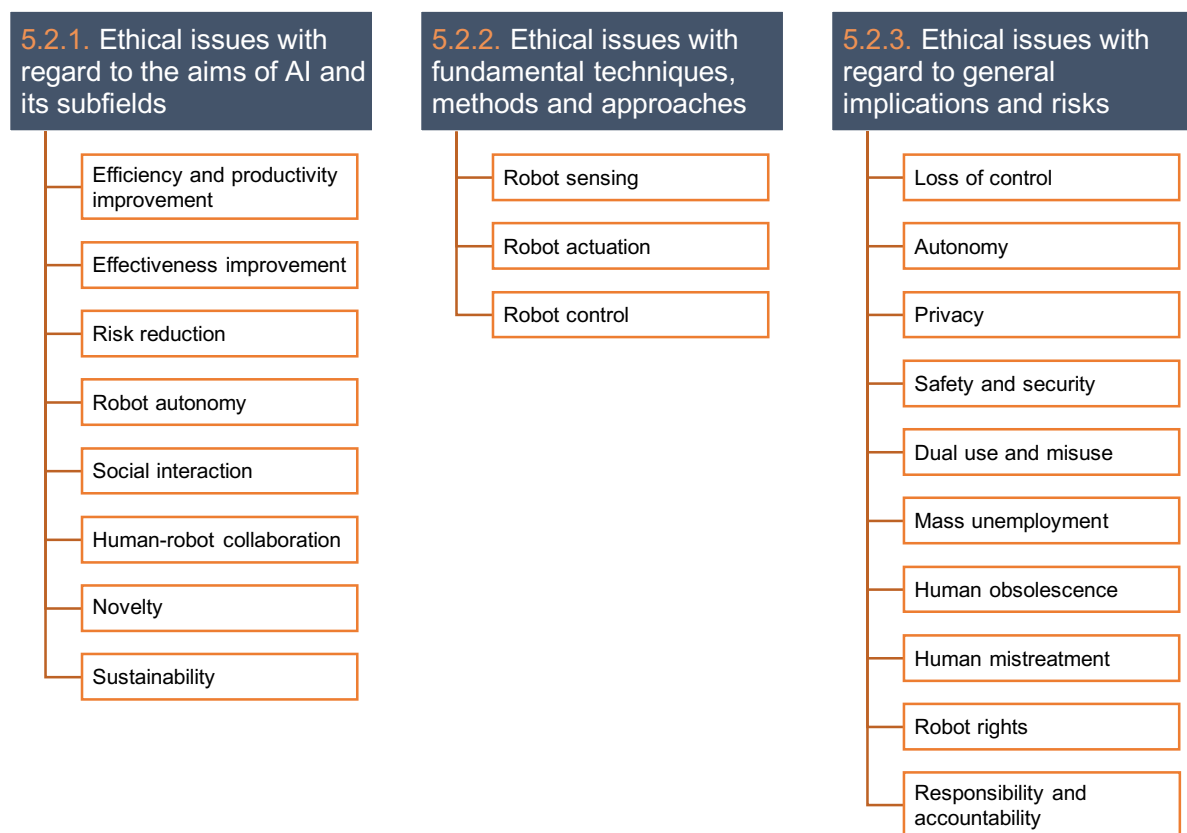 5.2.1. Ethical issues with
regard to the aims of AI and
its subfields
Efficiency and productivity
improvement
Effectiveness improvement
Risk reduction
Robot autonomy
Social interaction
Human-robot collaboration
Novelty
Sustainability
5.2.2. Ethical issues with
fundamental techniques,
methods and approaches
Robot sensing
Robot actuation
Robot control
5.2.3. Ethical issues with
regard to general
implications and risks
Loss of control
Autonomy
Privacy
Safety and security
Dual use and misuse
Mass unemployment
Human obsolescence
Human mistreatment
Robot rights
Responsibility and
accountability